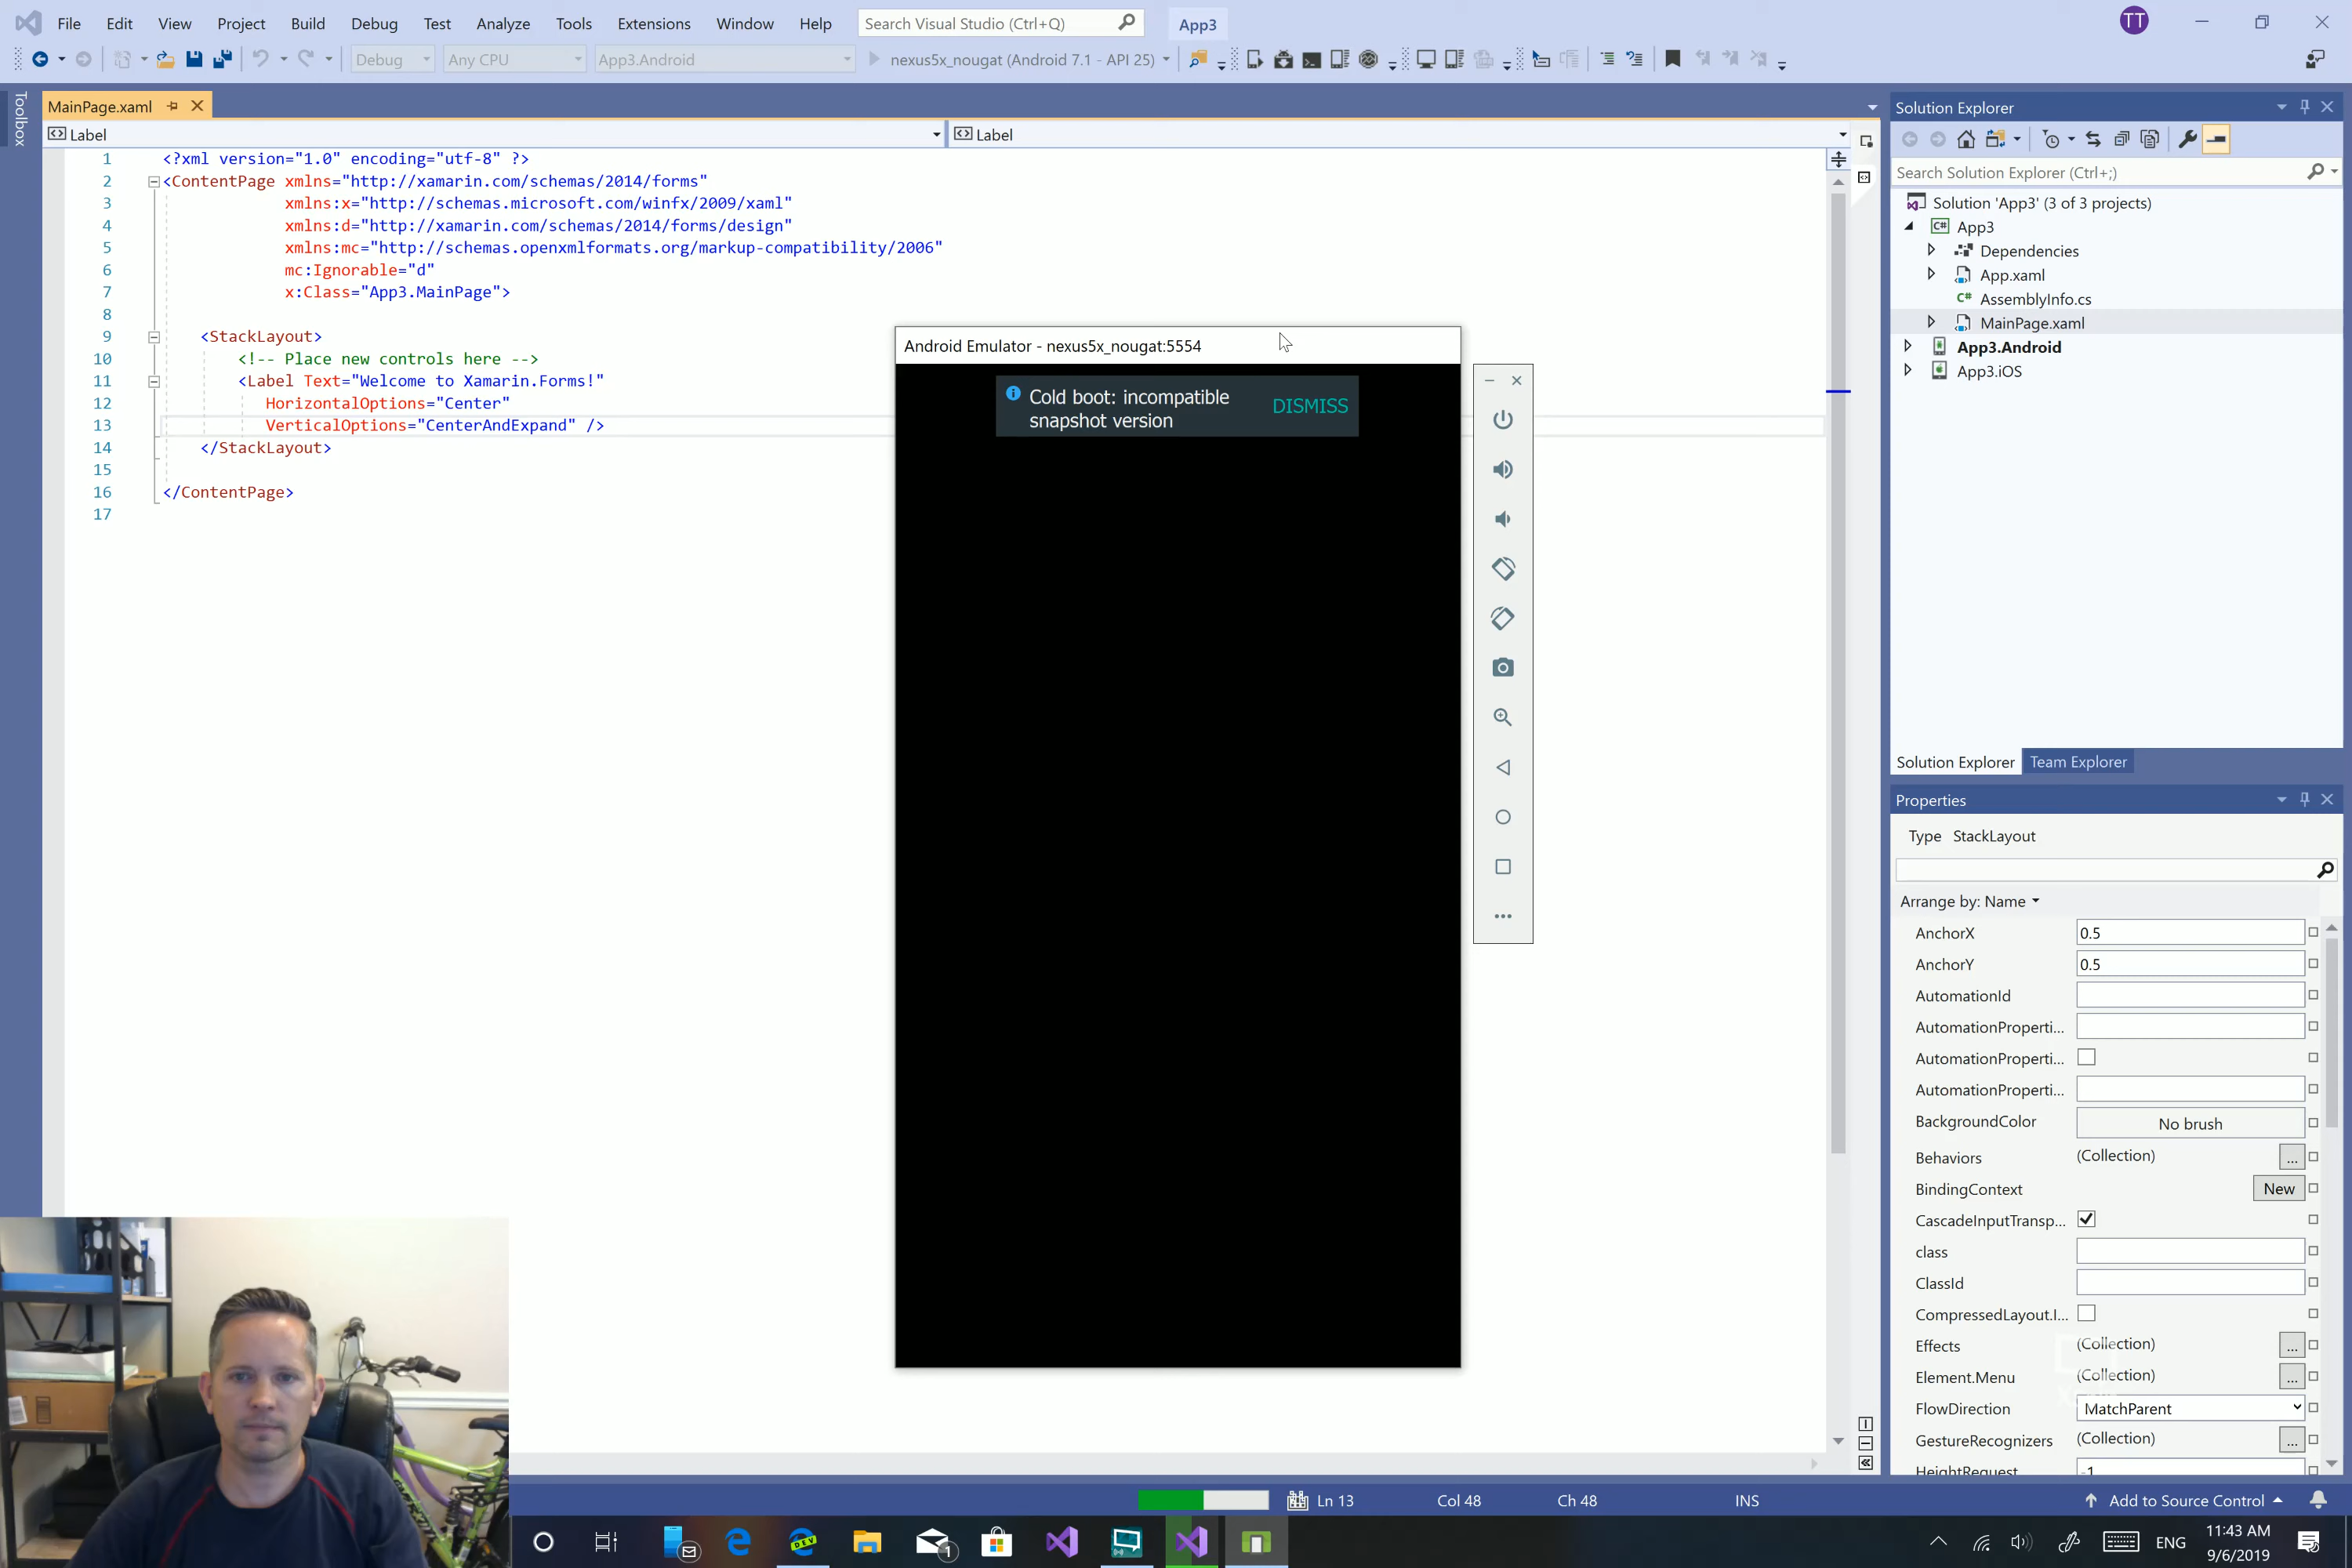 File Edit View Project Build Debug Test Analyze Tools Extensions Window Help Search Visual Studio (Ctrl+Q) App3 TT
Debug Any CPU App3.Android nexus5x_nougat (Android 7.1 - API 25)
Toolbox
MainPage.xaml
Label Label
1 <?xml version="1.0" encoding="utf-8" ?>
2 <ContentPage xmlns="http://xamarin.com/schemas/2014/forms"
3 xmlns:x="http://schemas.microsoft.com/winfx/2009/xaml"
4 xmlns:d="http://xamarin.com/schemas/2014/forms/design"
5 xmlns:mc="http://schemas.openxmlformats.org/markup-compatibility/2006"
6 mc:Ignorable="d"
7 x:Class="App3.MainPage">
8
9 <StackLayout>
10 <!-- Place new controls here -->
11 <Label Text="Welcome to Xamarin.Forms!"
12 HorizontalOptions="Center"
13 VerticalOptions="CenterAndExpand" />
14 </StackLayout>
15
16 </ContentPage>
17
Android Emulator - nexus5x_nougat:5554
Cold boot: incompatible
snapshot version
DISMISS
Solution Explorer
Search Solution Explorer (Ctrl+;)
Solution 'App3' (3 of 3 projects)
C# App3
Dependencies
App.xaml
C# AssemblyInfo.cs
MainPage.xaml
App3.Android
App3.iOS
Solution Explorer Team Explorer
Properties
Type StackLayout
Arrange by: Name
AnchorX 0.5
AnchorY 0.5
AutomationId
AutomationProperti...
AutomationProperti...
AutomationProperti...
BackgroundColor No brush
Behaviors (Collection) ...
BindingContext New
CascadeInputTransp...
class
ClassId
CompressedLayout.I...
Effects (Collection) ...
Element.Menu (Collection) ...
FlowDirection MatchParent
GestureRecognizers (Collection) ...
HeightRequest -1
Ln 13 Col 48 Ch 48 INS Add to Source Control
DEV 1 ENG 11:43 AM
9/6/2019